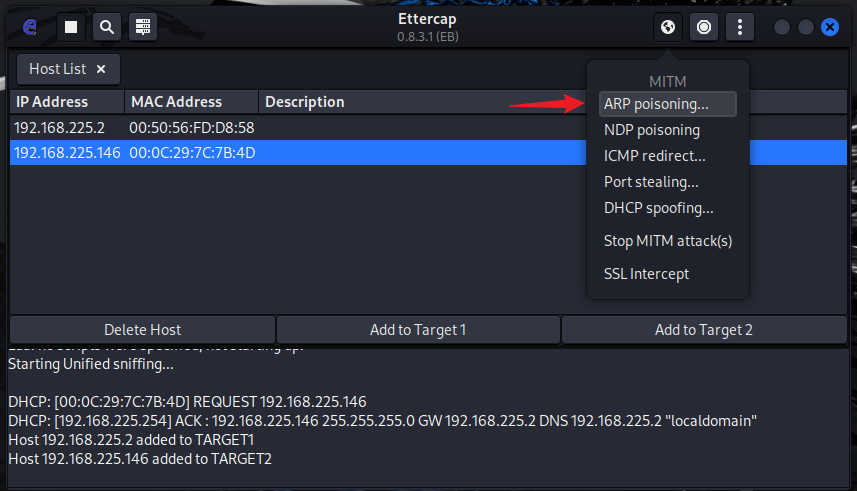 Ettercap
0.8.3.1 (EB)
Host List ×
IP Address MAC Address Description
192.168.225.2 00:50:56:FD:D8:58
192.168.225.146 00:0C:29:7C:7B:4D
MITM
ARP poisoning...
NDP poisoning
ICMP redirect...
Port stealing...
DHCP spoofing...
Stop MITM attack(s)
SSL Intercept
Delete Host Add to Target 1 Add to Target 2
Starting Unified sniffing...
DHCP: [00:0C:29:7C:7B:4D] REQUEST 192.168.225.146
DHCP: [192.168.225.254] ACK : 192.168.225.146 255.255.255.0 GW 192.168.225.2 DNS 192.168.225.2 "localdomain"
Host 192.168.225.2 added to TARGET1
Host 192.168.225.146 added to TARGET2